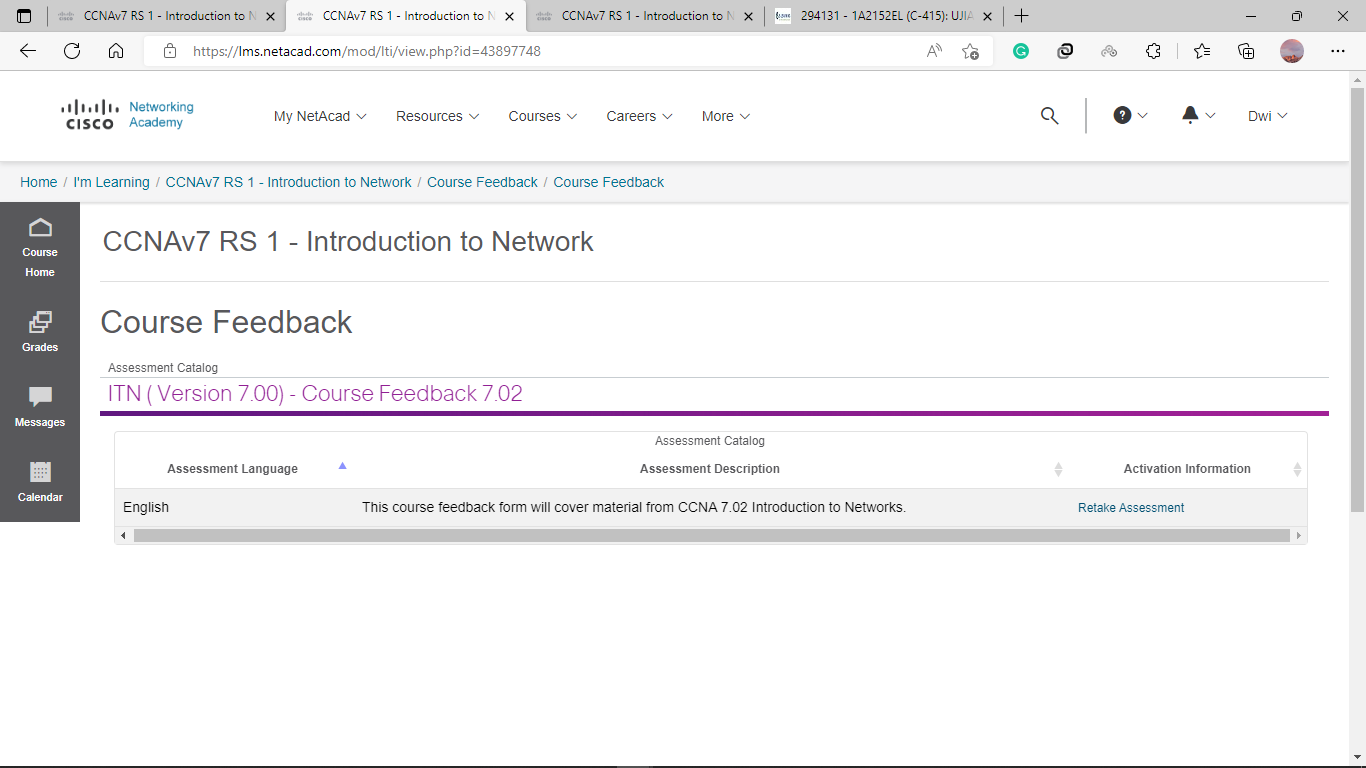 CCNAv7 RS 1 - Introduction to N
CCNAv7 RS 1 - Introduction to N
CCNAv7 RS 1 - Introduction to N
294131 - 1A2152EL (C-415): UJIA
https://lms.netacad.com/mod/lti/view.php?id=43897748
CISCO Networking Academy
My NetAcad
Resources
Courses
Careers
More
Dwi
Home / I'm Learning / CCNAv7 RS 1 - Introduction to Network / Course Feedback / Course Feedback
Course
Home
Grades
Messages
Calendar
CCNAv7 RS 1 - Introduction to Network
Course Feedback
Assessment Catalog
ITN ( Version 7.00) - Course Feedback 7.02
Assessment Catalog
Assessment Language Assessment Description Activation Information
English This course feedback form will cover material from CCNA 7.02 Introduction to Networks. Retake Assessment